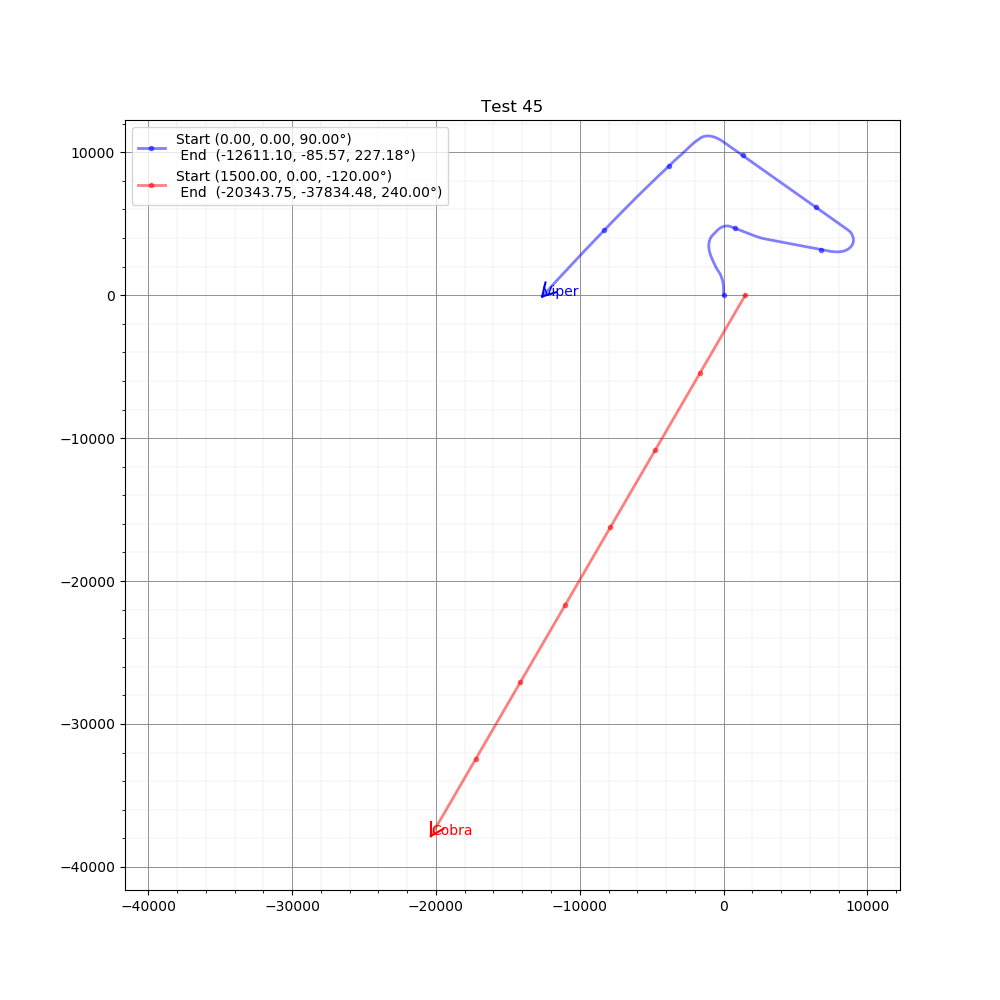 Test 45
Start (0.00, 0.00, 90.00°)
End  (-12611.10, -85.57, 227.18°)
Start (1500.00, 0.00, -120.00°)
End  (-20343.75, -37834.48, 240.00°)
10000
0
−10000
−20000
−30000
−40000
Viper
Cobra
−40000
−30000
−20000
−10000
0
10000